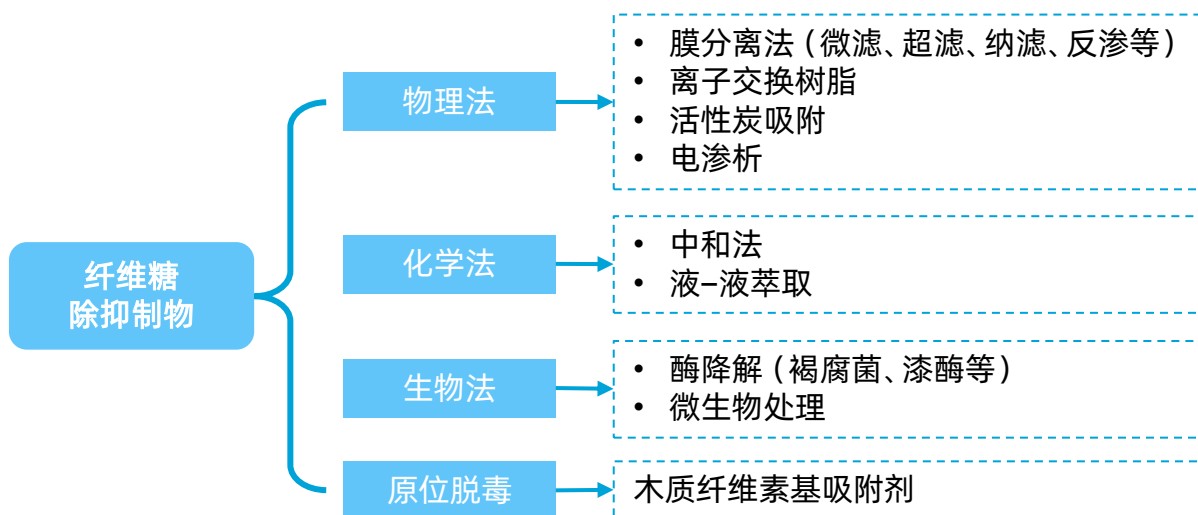 纤维糖
除抑制物
物理法
• 膜分离法（微滤、超滤、纳滤、反渗等）
• 离子交换树脂
• 活性炭吸附
• 电渗析
化学法
• 中和法
• 液–液萃取
生物法
• 酶降解（褐腐菌、漆酶等）
• 微生物处理
原位脱毒
木质纤维素基吸附剂